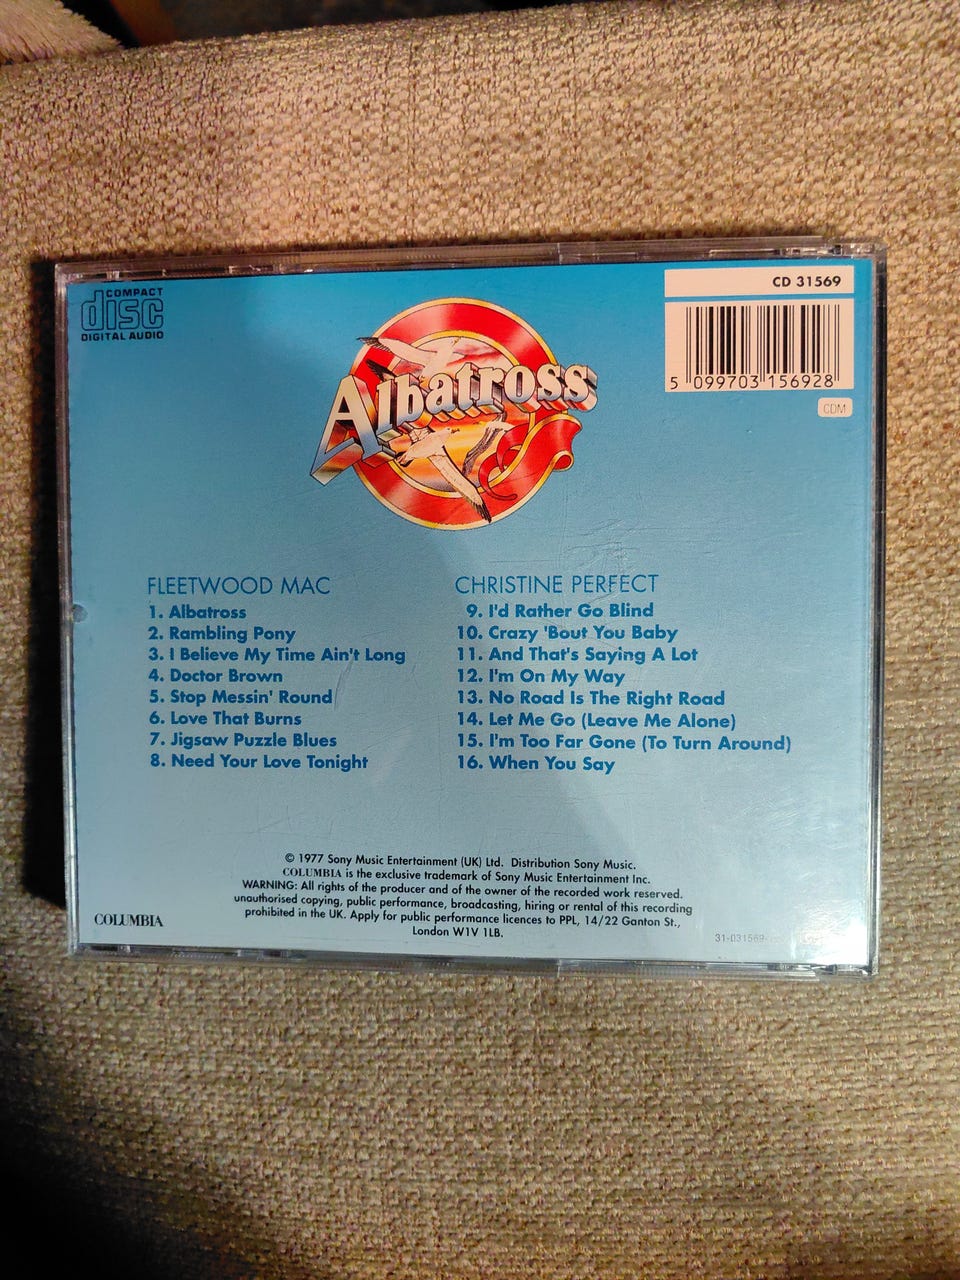 COMPACT
disc
DIGITAL AUDIO
CD 31569
5 099703 156928
CDM
Albatross
FLEETWOOD MAC
1. Albatross
2. Rambling Pony
3. I Believe My Time Ain't Long
4. Doctor Brown
5. Stop Messin' Round
6. Love That Burns
7. Jigsaw Puzzle Blues
8. Need Your Love Tonight
CHRISTINE PERFECT
9. I'd Rather Go Blind
10. Crazy 'Bout You Baby
11. And That's Saying A Lot
12. I'm On My Way
13. No Road Is The Right Road
14. Let Me Go (Leave Me Alone)
15. I'm Too Far Gone (To Turn Around)
16. When You Say
© 1977 Sony Music Entertainment (UK) Ltd. Distribution Sony Music.
COLUMBIA is the exclusive trademark of Sony Music Entertainment Inc.
WARNING: All rights of the producer and of the owner of the recorded work reserved.
unauthorised copying, public performance, broadcasting, hiring or rental of this recording
prohibited in the UK. Apply for public performance licences to PPL, 14/22 Ganton St.,
London W1V 1LB.
COLUMBIA
31-031569-